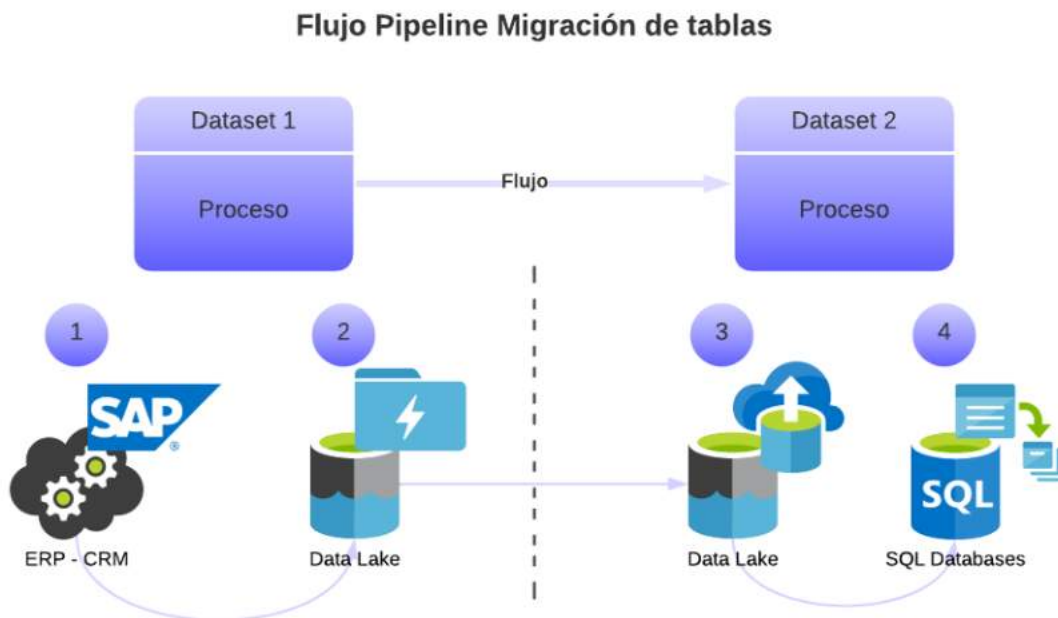 Flujo Pipeline Migración de tablas
Dataset 1
Dataset 2
Flujo
Proceso
Proceso
1
2
3
4
SAP
®
SQL
ERP - CRM
Data Lake
Data Lake
SQL Databases